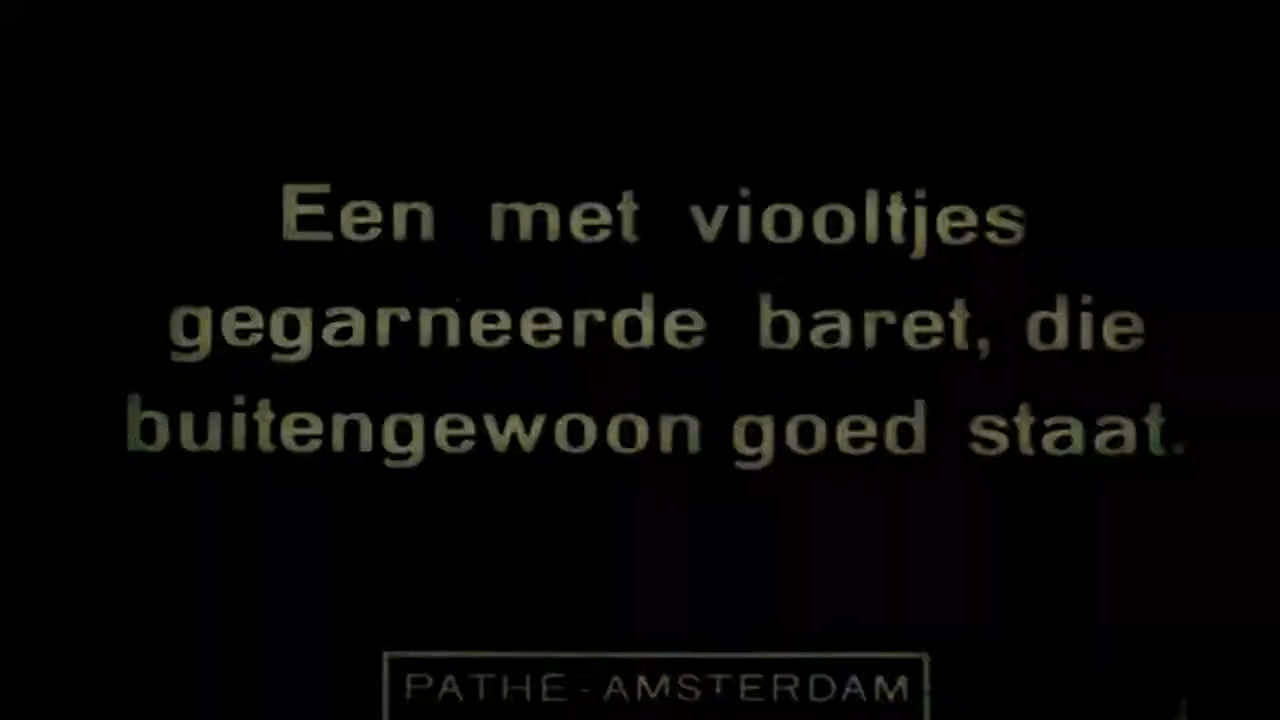 Een met viooltjes
gegarneerde baret, die
buitengewoon goed staat.
PATHE-AMSTERDAM